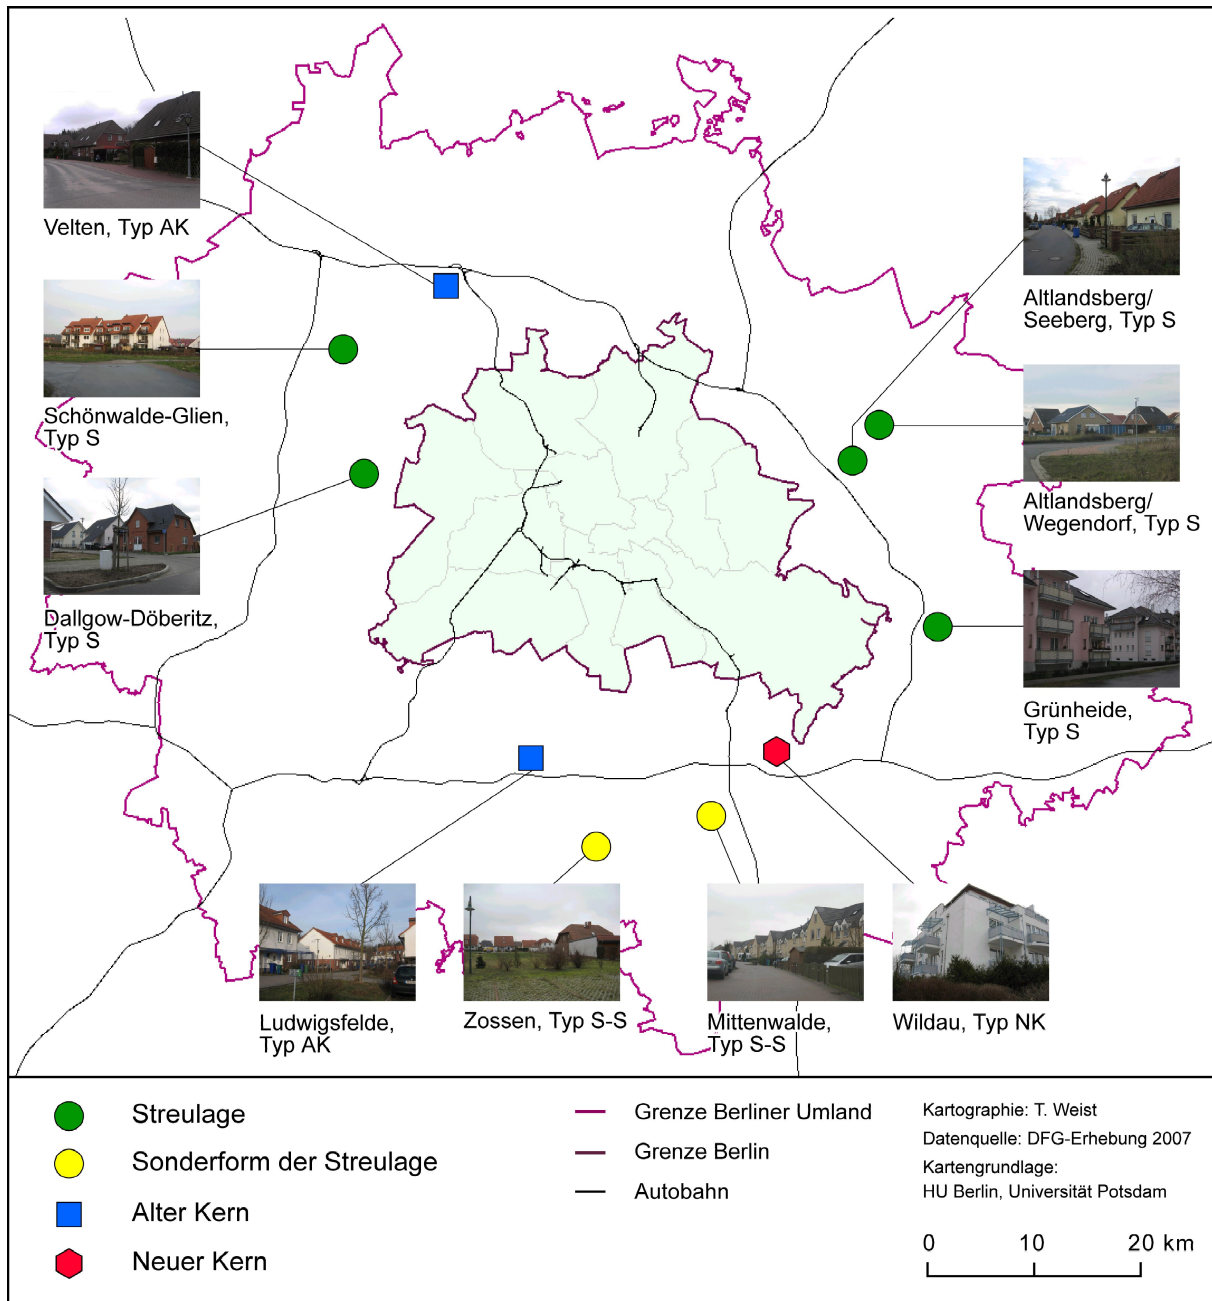 Velten, Typ AK
Schönwalde-Glien,
Typ S
Dallgow-Döberitz,
Typ S
Altlandsberg/
Seeberg, Typ S
Altlandsberg/
Wegendorf, Typ S
Grünheide,
Typ S
Ludwigsfelde,
Typ AK
Zossen, Typ S-S
Mittenwalde,
Typ S-S
Wildau, Typ NK
Streulage
Sonderform der Streulage
Alter Kern
Neuer Kern
Grenze Berliner Umland
Grenze Berlin
Autobahn
Kartographie: T. Weist
Datenquelle: DFG-Erhebung 2007
Kartengrundlage:
HU Berlin, Universität Potsdam
0 10 20 km